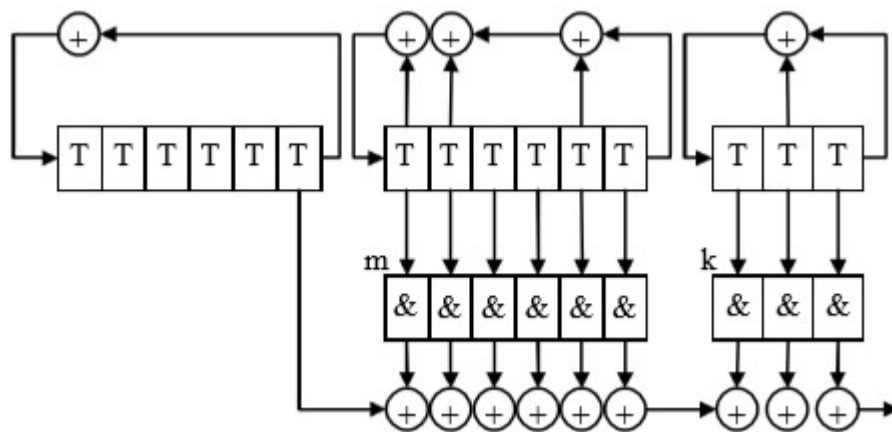 + + + + +
T T T T T T T T T T T T T T T
m k
& & & & & & & & &
+ + + + + + + + +